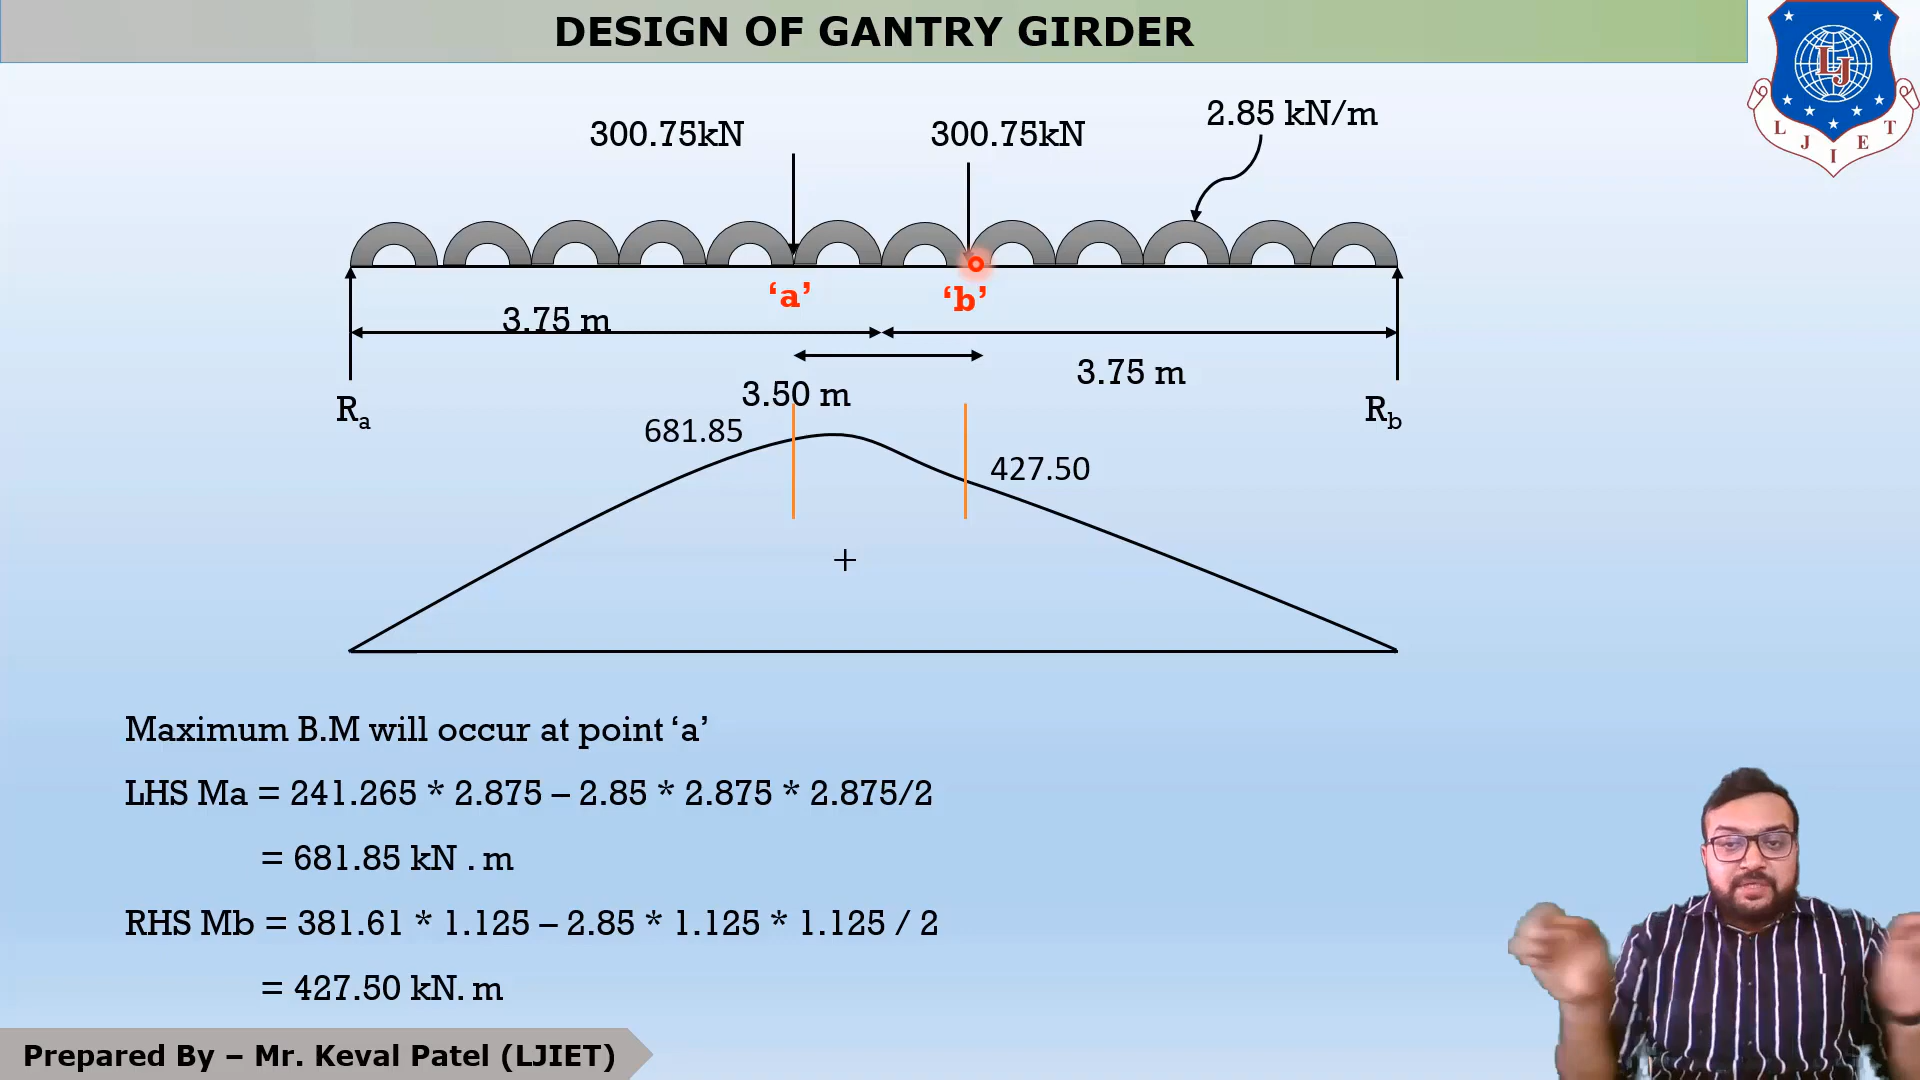 DESIGN OF GANTRY GIRDER
LJ
L J I E T
300.75kN
300.75kN
2.85 kN/m
‘a’
‘b’
3.75 m
3.75 m
3.50 m
Ra
Rb
681.85
427.50
+
Maximum B.M will occur at point ‘a’
LHS Ma = 241.265 * 2.875 – 2.85 * 2.875 * 2.875/2
= 681.85 kN . m
RHS Mb = 381.61 * 1.125 – 2.85 * 1.125 * 1.125 / 2
= 427.50 kN. m
Prepared By – Mr. Keval Patel (LJIET)